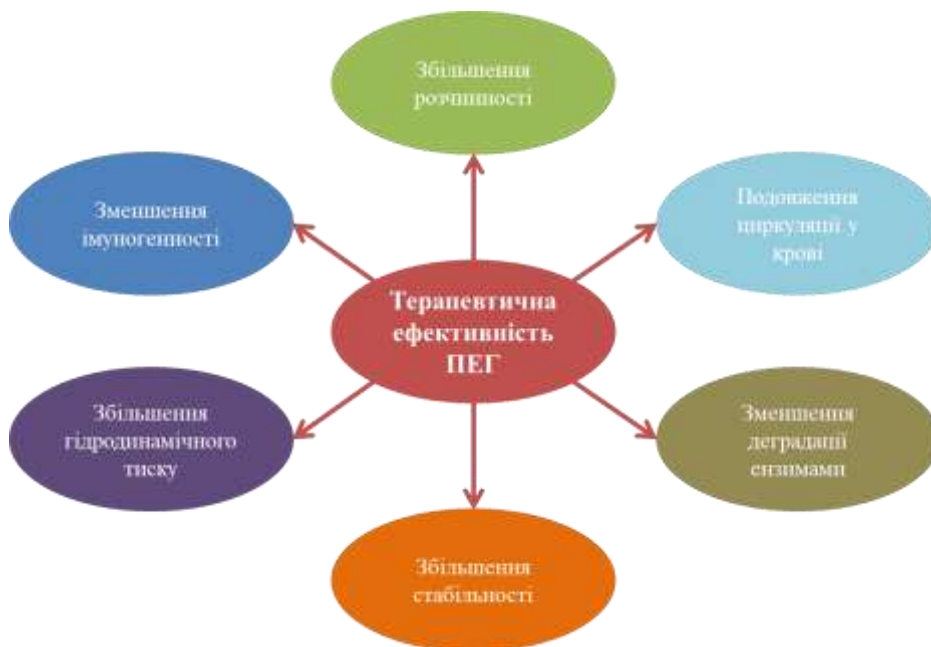 Збільшення
розчинності
Зменшення
імуногенності
Подовження
циркуляції у
крові
Терапевтична
ефективність
ПЕГ
Збільшення
гідродинамічного
тиску
Зменшення
деградації
ензимами
Збільшення
стабільності